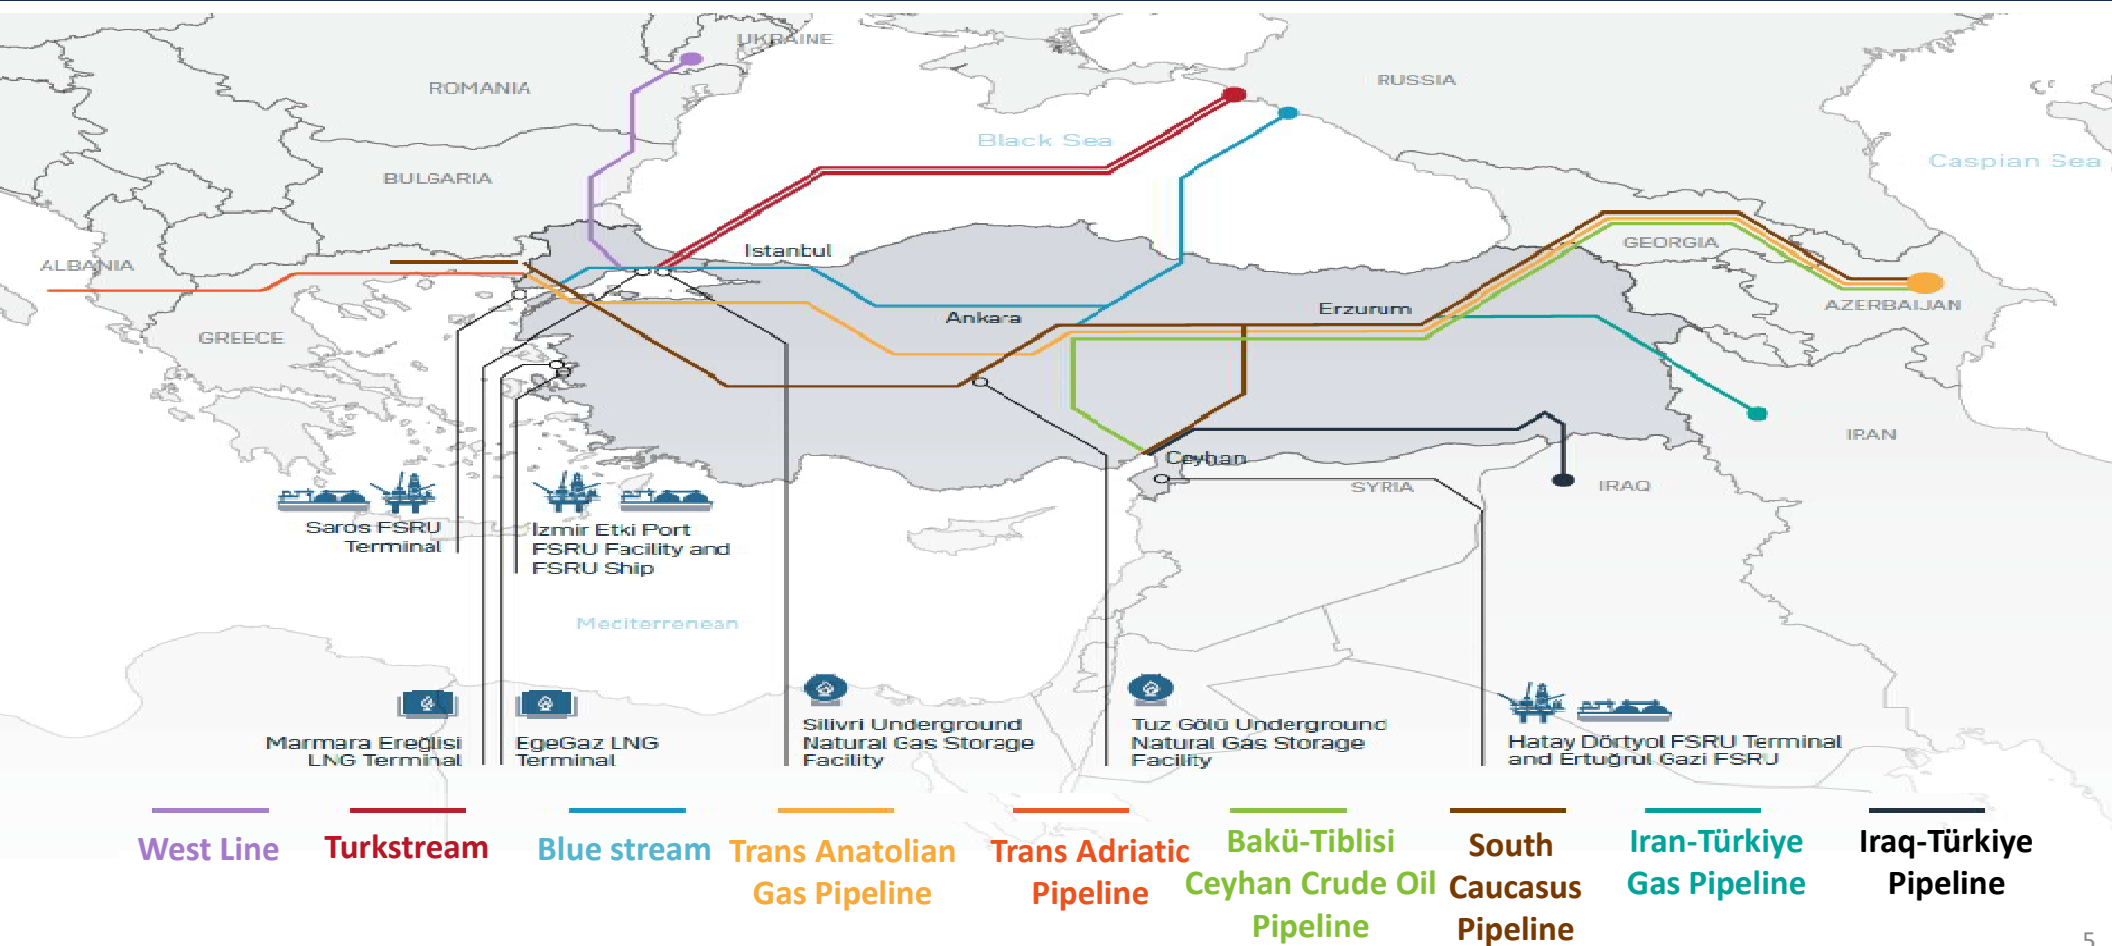 UKRAINE
ROMANIA
RUSSIA
Black Sea
Caspian Sea
BULGARIA
GEORGIA
Istanbul
ALBANIA
AZERBAIJAN
Erzurum
Ankara
GREECE
IRAN
Ceyhan
SYRIA
IRAQ
Saros FSRU
Terminal
İzmir Etki Port
FSRU Facility and
FSRU Ship
Mediterrenean
Marmara Ereğlisi
LNG Terminal
EgeGaz LNG
Terminal
Silivri Underground
Natural Gas Storage
Facility
Tuz Gölü Underground
Natural Gas Storage
Facility
Hatay Dörtyol FSRU Terminal
and Ertuğrul Gazi FSRU
West Line
Turkstream
Blue stream
Trans Anatolian
Gas Pipeline
Trans Adriatic
Pipeline
Bakü-Tiblisi
Ceyhan Crude Oil
Pipeline
South
Caucasus
Pipeline
Iran-Türkiye
Gas Pipeline
Iraq-Türkiye
Pipeline
5